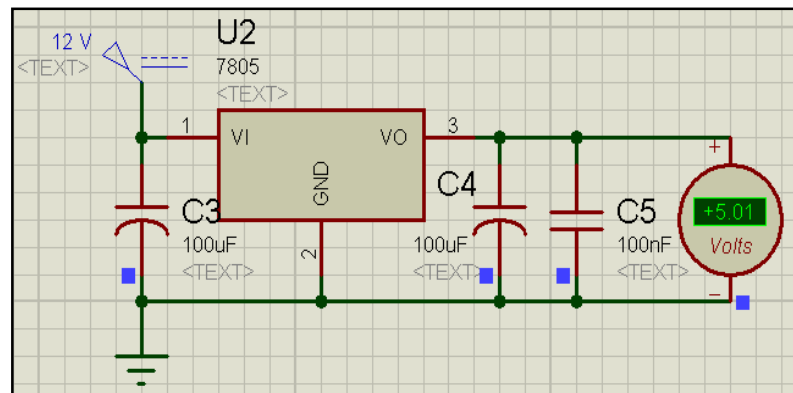 12 V
<TEXT>
U2
7805
<TEXT>
1
VI
VO
3
GND
2
C3
100uF
<TEXT>
C4
100uF
<TEXT>
C5
100nF
<TEXT>
+
+5.01
Volts
−